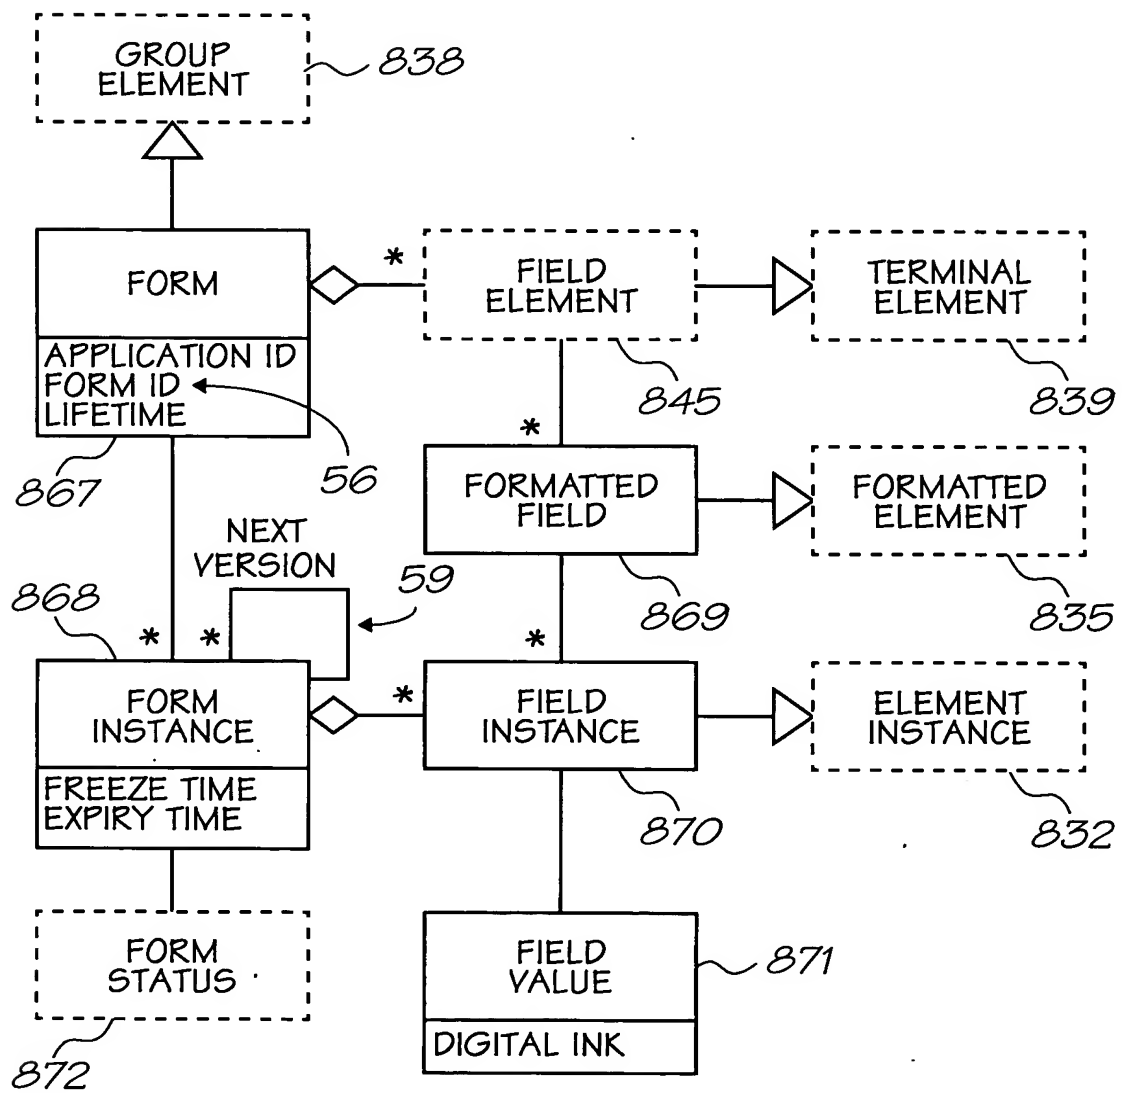 GROUP
ELEMENT
838
FORM
*
FIELD
ELEMENT
TERMINAL
ELEMENT
APPLICATION ID
FORM ID
LIFETIME
845
839
*
867
56
FORMATTED
FIELD
FORMATTED
ELEMENT
NEXT
VERSION
59
868
869
835
*
*
*
FORM
INSTANCE
*
FIELD
INSTANCE
ELEMENT
INSTANCE
FREEZE TIME
EXPIRY TIME
870
832
FORM
STATUS
FIELD
VALUE
871
DIGITAL INK
872